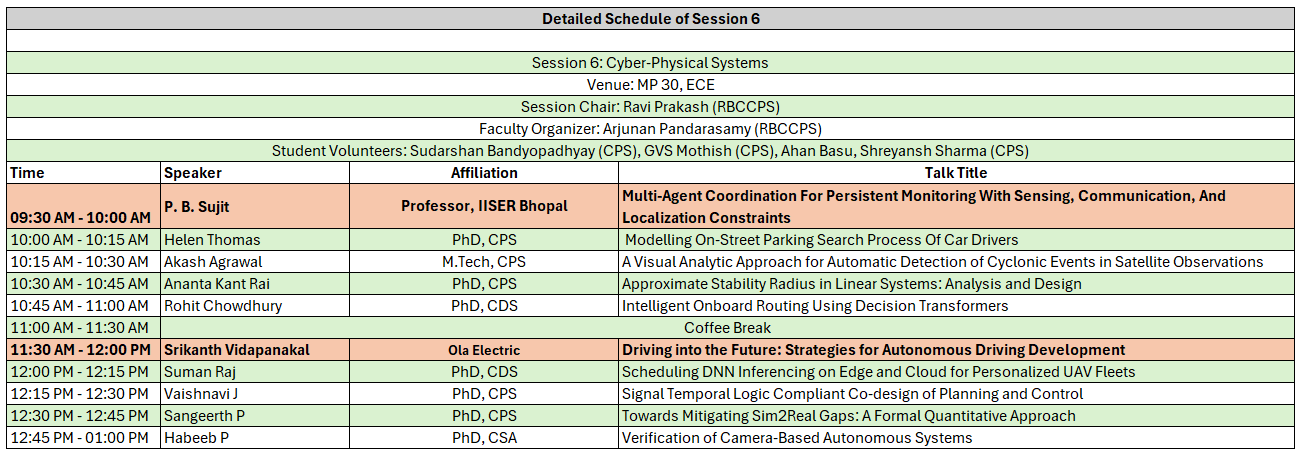 Detailed Schedule of Session 6
Session 6: Cyber-Physical Systems
Venue: MP 30, ECE
Session Chair: Ravi Prakash (RBCCPS)
Faculty Organizer: Arjunan Pandarasamy (RBCCPS)
Student Volunteers: Sudarshan Bandyopadhyay (CPS), GVS Mothish (CPS), Ahan Basu, Shreyansh Sharma (CPS)
Time Speaker Affiliation Talk Title
09:30 AM - 10:00 AM P. B. Sujit Professor, IISER Bhopal Multi-Agent Coordination For Persistent Monitoring With Sensing, Communication, And
Localization Constraints
10:00 AM - 10:15 AM Helen Thomas PhD, CPS Modelling On-Street Parking Search Process Of Car Drivers
10:15 AM - 10:30 AM Akash Agrawal M.Tech, CPS A Visual Analytic Approach for Automatic Detection of Cyclonic Events in Satellite Observations
10:30 AM - 10:45 AM Ananta Kant Rai PhD, CPS Approximate Stability Radius in Linear Systems: Analysis and Design
10:45 AM - 11:00 AM Rohit Chowdhury PhD, CDS Intelligent Onboard Routing Using Decision Transformers
11:00 AM - 11:30 AM Coffee Break
11:30 AM - 12:00 PM Srikanth Vidapanakal Ola Electric Driving into the Future: Strategies for Autonomous Driving Development
12:00 PM - 12:15 PM Suman Raj PhD, CDS Scheduling DNN Inferencing on Edge and Cloud for Personalized UAV Fleets
12:15 PM - 12:30 PM Vaishnavi J PhD, CPS Signal Temporal Logic Compliant Co-design of Planning and Control
12:30 PM - 12:45 PM Sangeerth P PhD, CPS Towards Mitigating Sim2Real Gaps: A Formal Quantitative Approach
12:45 PM - 01:00 PM Habeeb P PhD, CSA Verification of Camera-Based Autonomous Systems